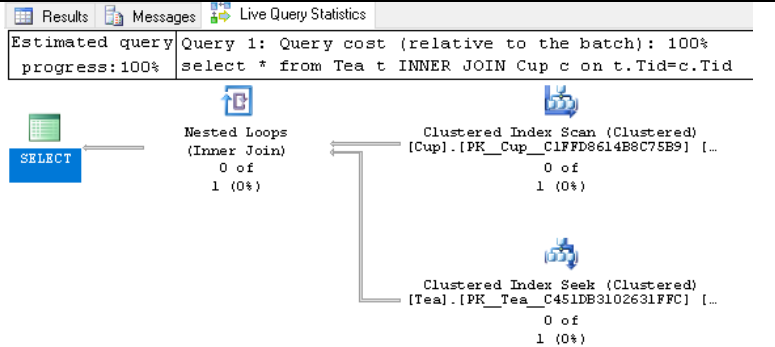 Results Messages Live Query Statistics
Estimated query progress:100%
Query 1: Query cost (relative to the batch): 100%
select * from Tea t INNER JOIN Cup c on t.Tid=c.Tid
SELECT
Nested Loops
(Inner Join)
0 of
1 (0%)
Clustered Index Scan (Clustered)
[Cup].[PK__Cup__C1FFD8614B8C75B9] […
0 of
1 (0%)
Clustered Index Seek (Clustered)
[Tea].[PK__Tea__C451DB3102631FFC] […
0 of
1 (0%)